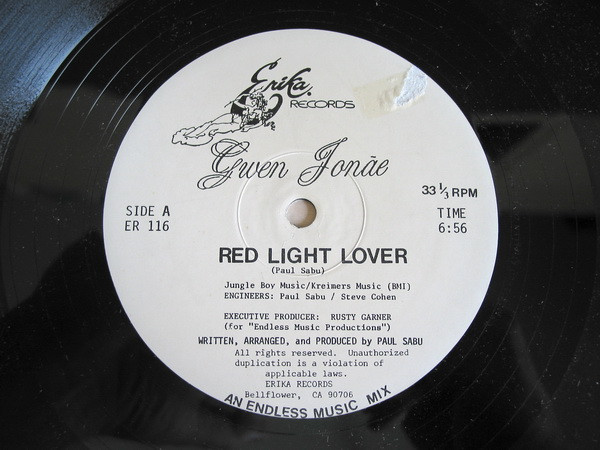 Erika
RECORDS
Gwen Jonãe
33 1/3 RPM
SIDE A
ER 116
TIME
6:56
RED LIGHT LOVER
(Paul Sabu)
Jungle Boy Music/Kreimers Music (BMI)
ENGINEERS: Paul Sabu / Steve Cohen
EXECUTIVE PRODUCER: RUSTY GARNER
(for "Endless Music Productions")
WRITTEN, ARRANGED, and PRODUCED by PAUL SABU
All rights reserved. Unauthorized
duplication is a violation of
applicable laws.
ERIKA RECORDS
Bellflower, CA 90706
AN ENDLESS MUSIC MIX